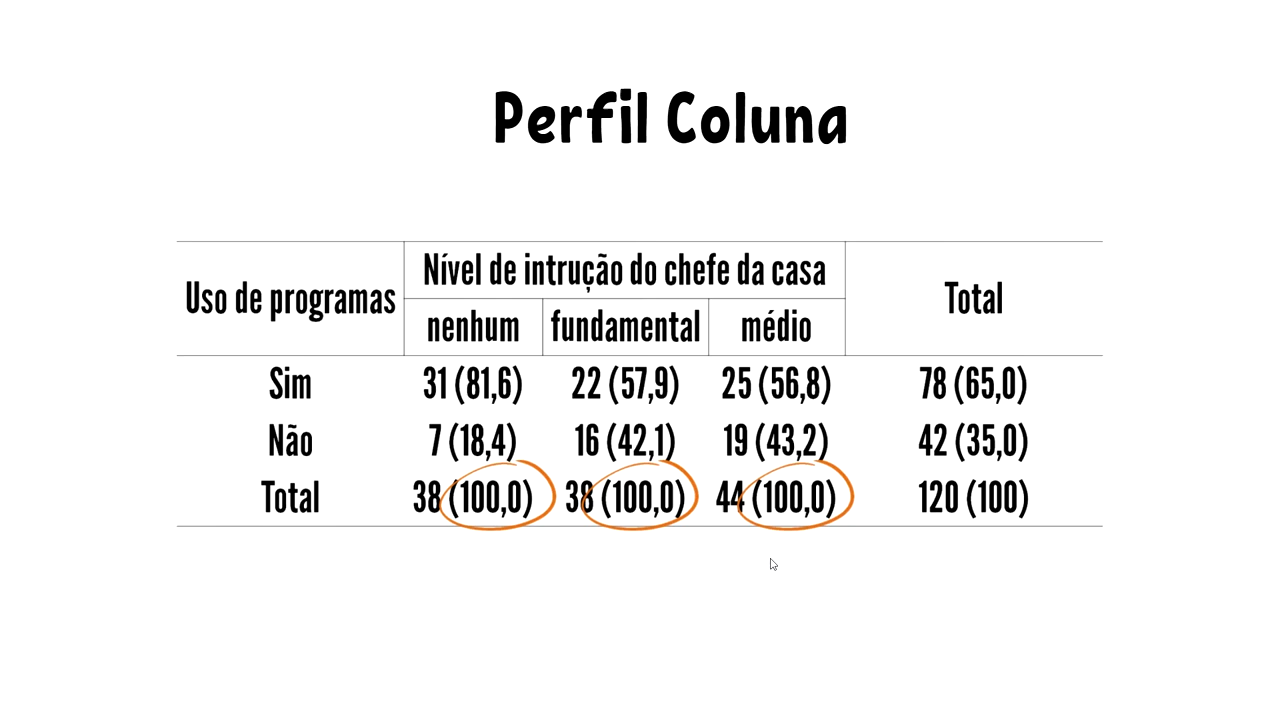 Perfil Coluna
Uso de programas
Nível de intrução do chefe da casa
Total
nenhum fundamental médio
Sim 31 (81,6) 22 (57,9) 25 (56,8) 78 (65,0)
Não 7 (18,4) 16 (42,1) 19 (43,2) 42 (35,0)
Total 38 (100,0) 38 (100,0) 44 (100,0) 120 (100)